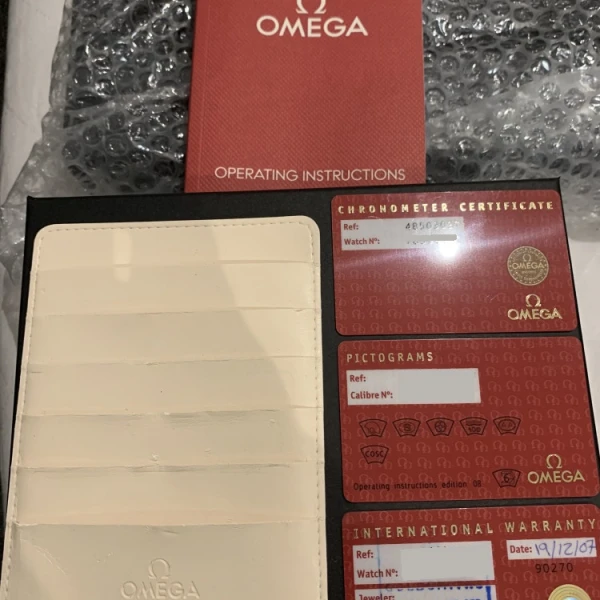 Ω
OMEGA
OPERATING INSTRUCTIONS
CHRONOMETER CERTIFICATE
Ref:
Watch Nº:
OMEGA
Ω
OMEGA
PICTOGRAMS
Ref:
Calibre Nº:
COSC
Operating instructions edition 08
Ω
OMEGA
INTERNATIONAL WARRANTY
Ref:
Date: 19/12/07
Watch Nº:
90270
Jeweler:
Ω
OMEGA